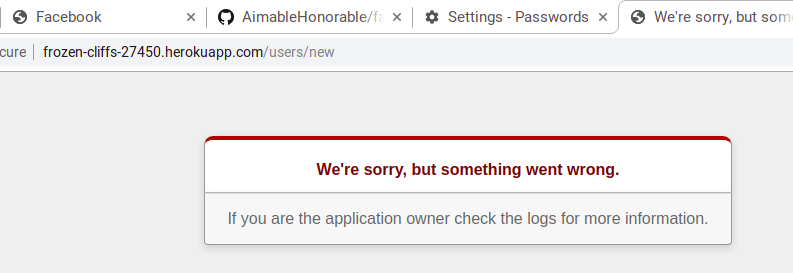 Facebook
AimableHonorable/fa
Settings - Passwords
We're sorry, but som
cure
frozen-cliffs-27450.herokuapp.com/users/new
We're sorry, but something went wrong.
If you are the application owner check the logs for more information.